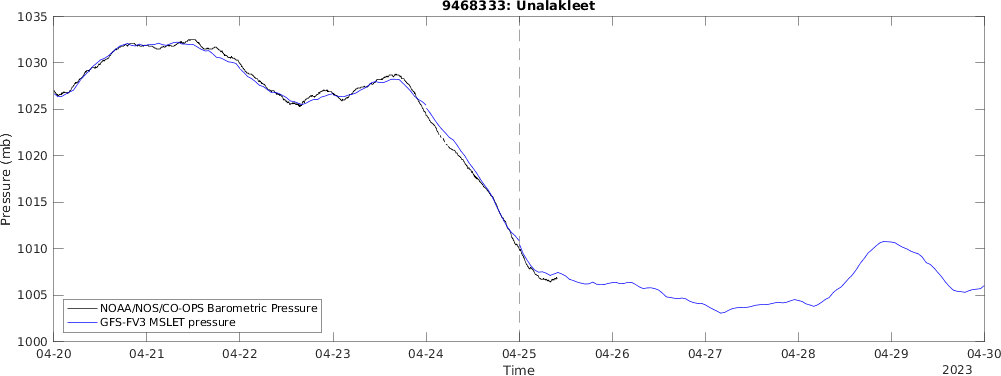 9468333: Unalakleet
Pressure (mb)
1035
1030
1025
1020
1015
1010
1005
1000
NOAA/NOS/CO-OPS Barometric Pressure
GFS-FV3 MSLET pressure
04-20 04-21 04-22 04-23 04-24 04-25 04-26 04-27 04-28 04-29 04-30
Time
2023